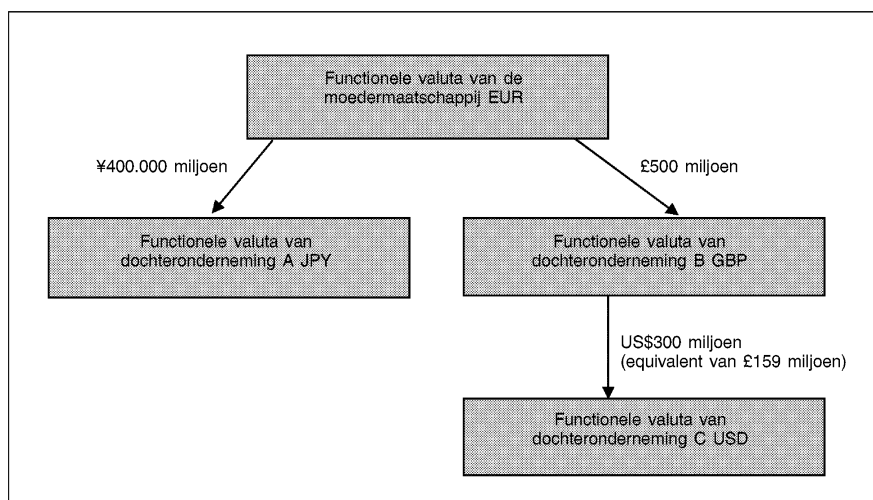 Functionele valuta van de
moedermaatschappij EUR
¥400.000 miljoen
£500 miljoen
Functionele valuta van
dochteronderneming A JPY
Functionele valuta van
dochteronderneming B GBP
US$300 miljoen
(equivalent van £159 miljoen)
Functionele valuta van
dochteronderneming C USD